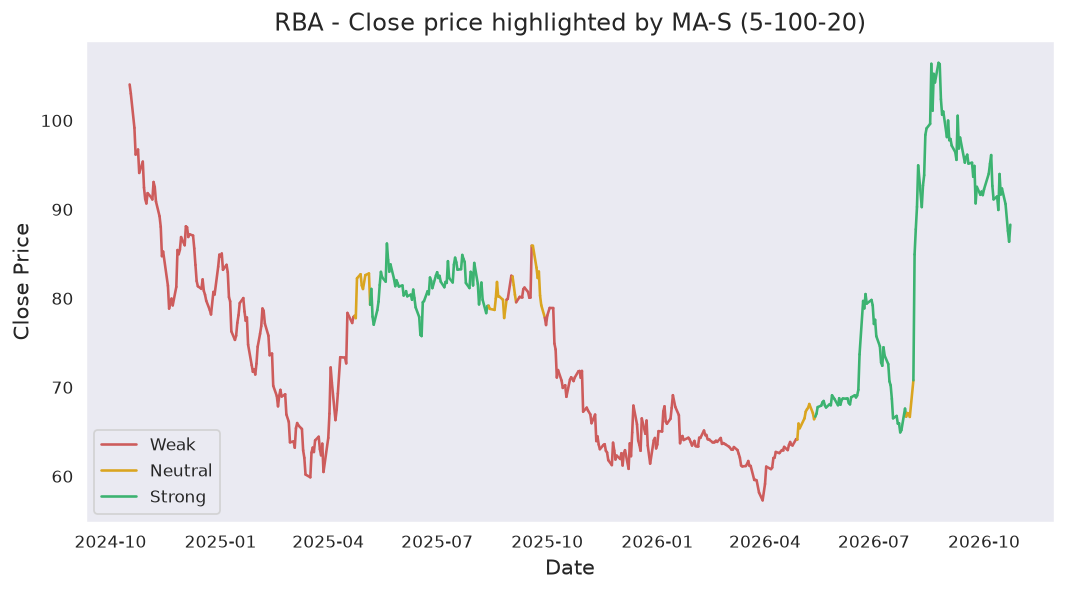 RBA - Close price highlighted by MA-S (5-100-20)
Close Price
100
90
80
70
60
Weak
Neutral
Strong
2024-10 2025-01 2025-04 2025-07 2025-10 2026-01 2026-04 2026-07 2026-10
Date